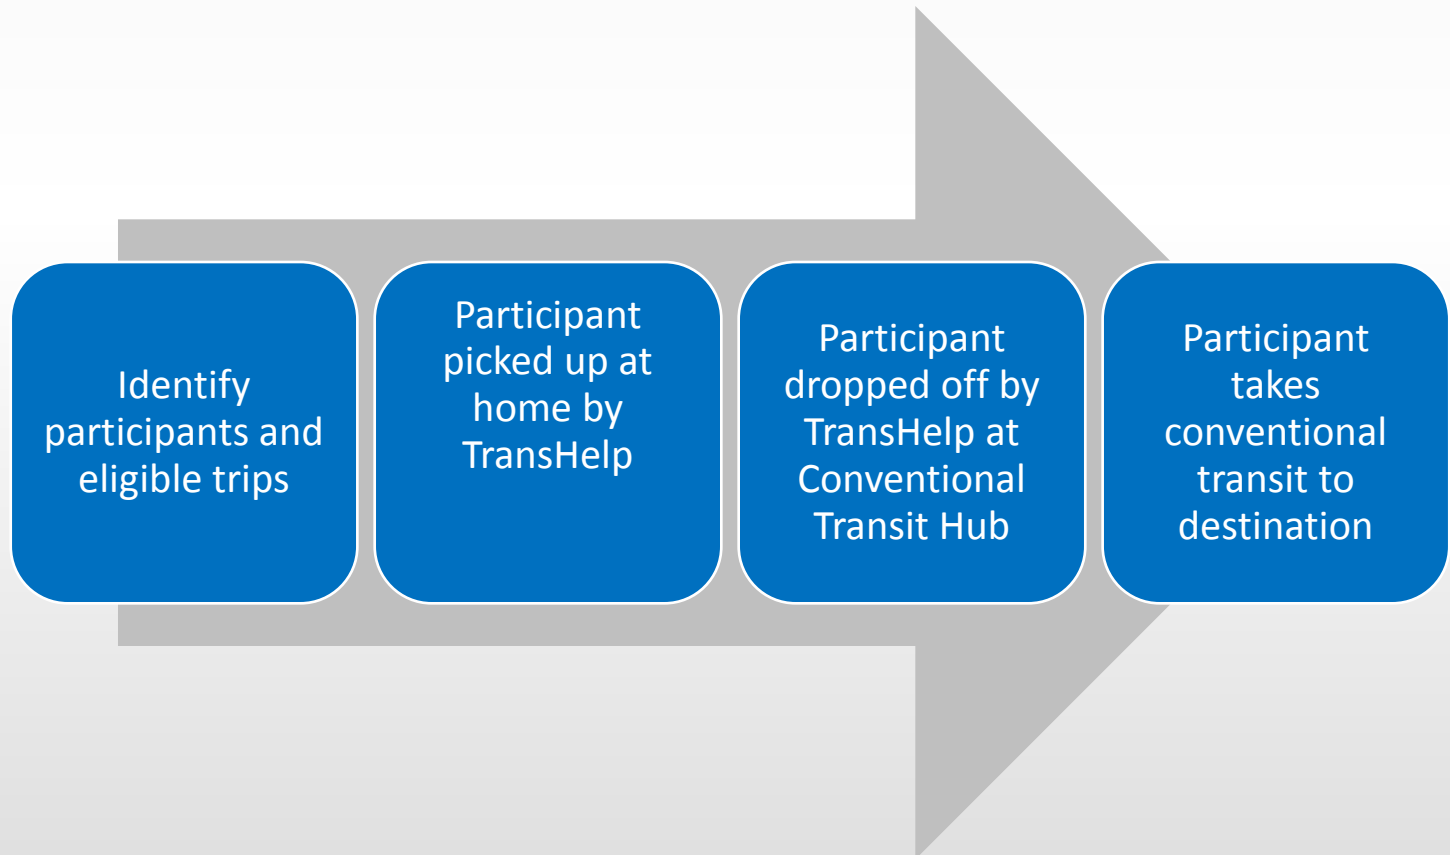 Identify
participants and
eligible trips
Participant
picked up at
home by
TransHelp
Participant
dropped off by
TransHelp at
Conventional
Transit Hub
Participant
takes
conventional
transit to
destination